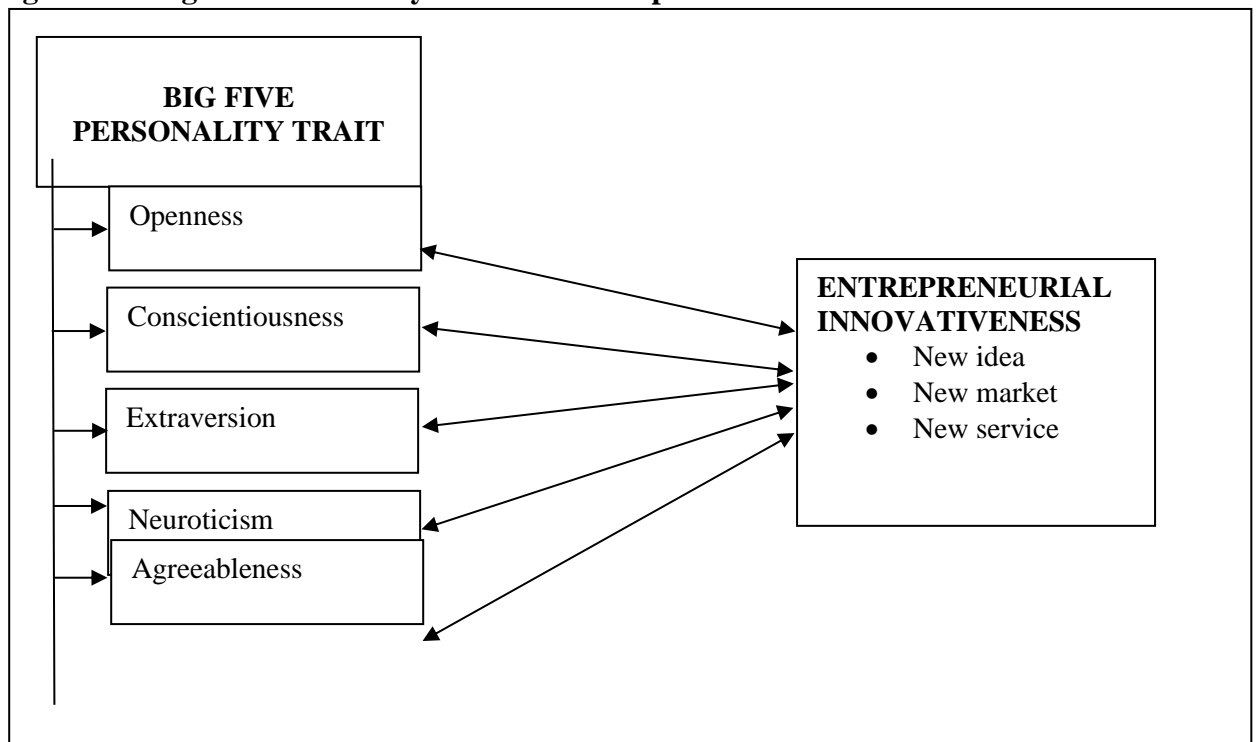 BIG FIVE
PERSONALITY TRAIT
Openness
Conscientiousness
Extraversion
Neuroticism
Agreeableness
ENTREPRENEURIAL
INNOVATIVENESS
• New idea
• New market
• New service